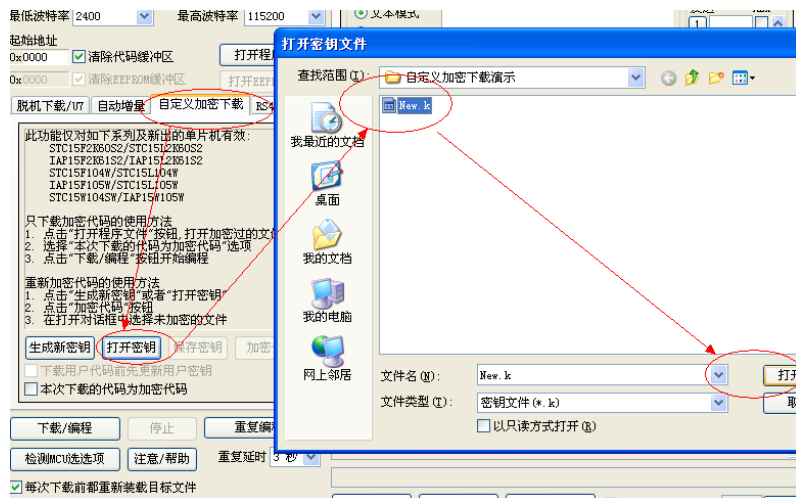 最低波特率 2400 最高波特率 115200
文本模式
起始地址
0x0000 清除代码缓冲区 打开程
0x0000 清除EEPROM缓冲区 打开EEP
脱机下载/U7 自动增量 自定义加密下载 RS4
此功能仅对如下系列及新出的单片机有效:
STC15F2K60S2/STC15L2K60S2
IAP15F2K61S2/IAP15L2K61S2
STC15F104W/STC15L104W
IAP15F105W/STC15L105W
STC15W104SW/IAP15W105W
只下载加密代码的使用方法
1. 点击"打开程序文件"按钮,打开加密过的文
2. 选择"本次下载的代码为加密代码"选项
3. 点击"下载/编程"按钮开始编程
重新加密代码的使用方法
1. 点击"生成新密钥"或者"打开密钥"
2. 点击"加密代码"按钮
3. 在打开对话框中选择未加密的文件
生成新密钥 打开密钥 保存密钥 加密
下载用户代码前先更新用户密钥
本次下载的代码为加密代码
下载/编程 停止 重复编
检测MCU选选项 注意/帮助 重复延时 3 秒
每次下载前都重新装载目标文件
打开密钥文件
查找范围(I): 自定义加密下载演示
New.k
我最近的文档
桌面
我的文档
我的电脑
网上邻居
文件名(N): New.k 打开
文件类型(T): 密钥文件(*.k) 取
以只读方式打开(R)